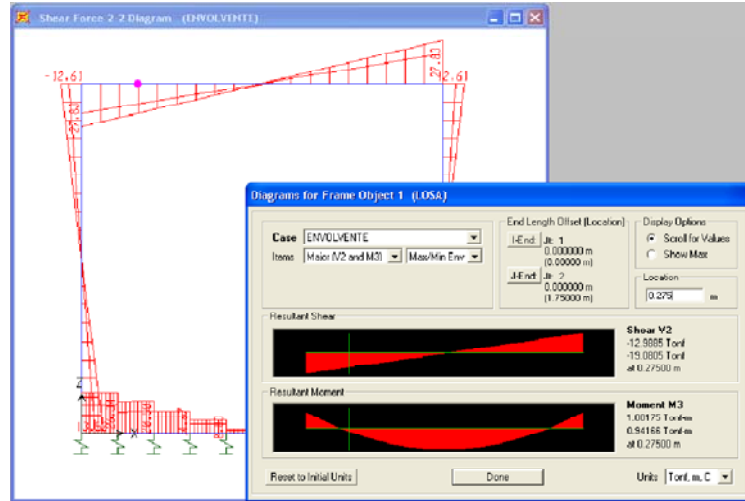 Shear Force 2-2 Diagram (ENVOLVENTE)
-12.61
27.83
12.61
Z
X
Diagrams for Frame Object 1 (LOSA)
Case
ENVOLVENTE
Items
Major (V2 and M3)
Max/Min Env
End Length Offset (Location)
I-End:
Jt: 1
0.000000 m
(0.00000 m)
J-End:
Jt: 2
0.000000 m
(1.75000 m)
Display Options
Scroll for Values
Show Max
Location
0.275
m
Resultant Shear
Shear V2
-12.9885 Tonf
-19.0805 Tonf
at 0.27500 m
Resultant Moment
Moment M3
1.00175 Tonf-m
0.94166 Tonf-m
at 0.27500 m
Reset to Initial Units
Done
Units
Tonf, m, C